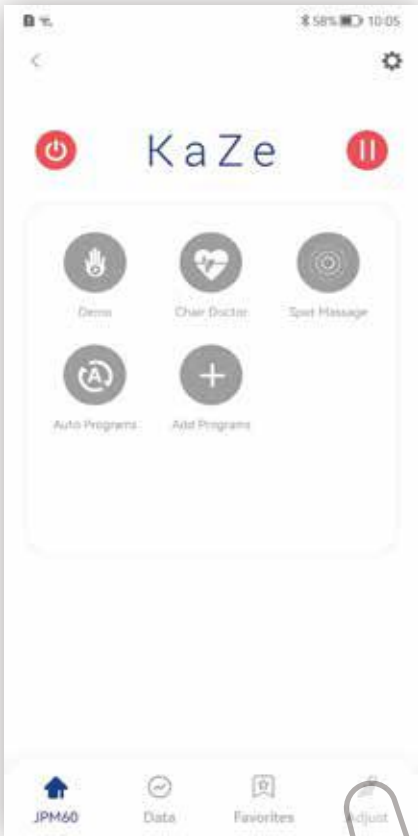 58% 10:05
KaZe
Demo Chair Doctor Spot Massage
Auto Programs Add Programs
JPM60 Data Favorites Adjust